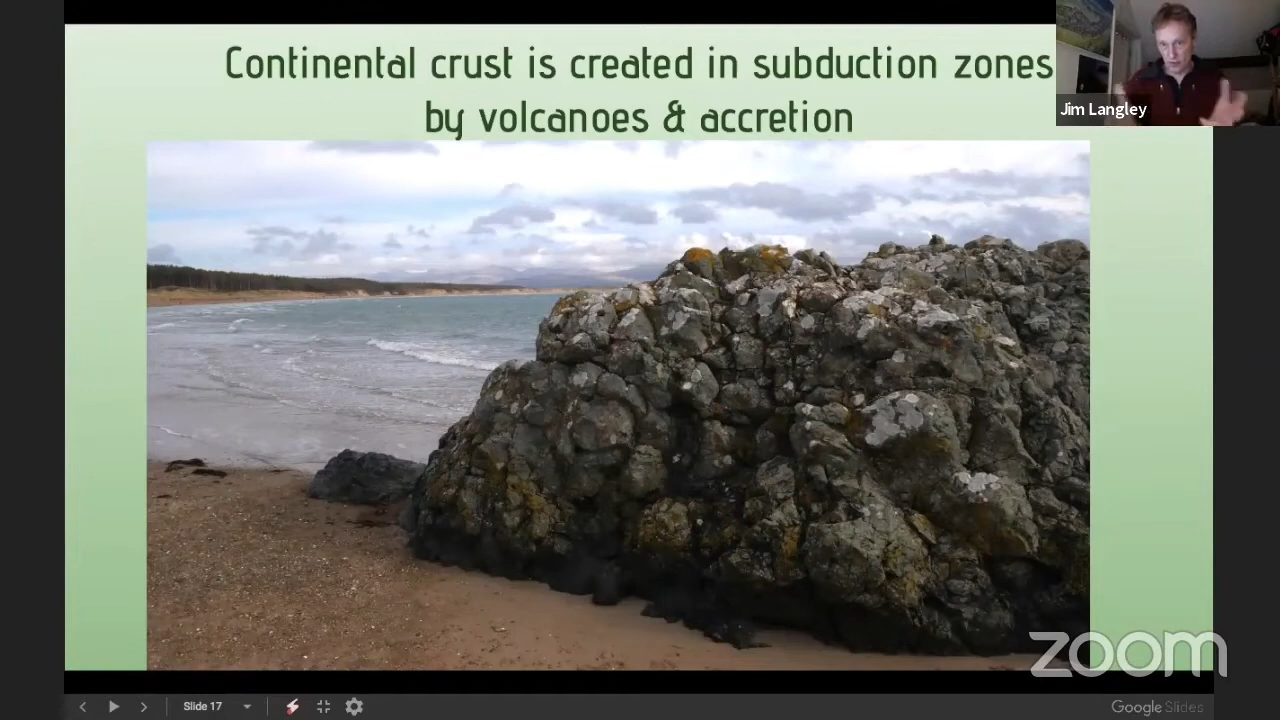 Continental crust is created in subduction zones
by volcanoes & accretion
Jim Langley
zoom
Slide 17
Google Slides